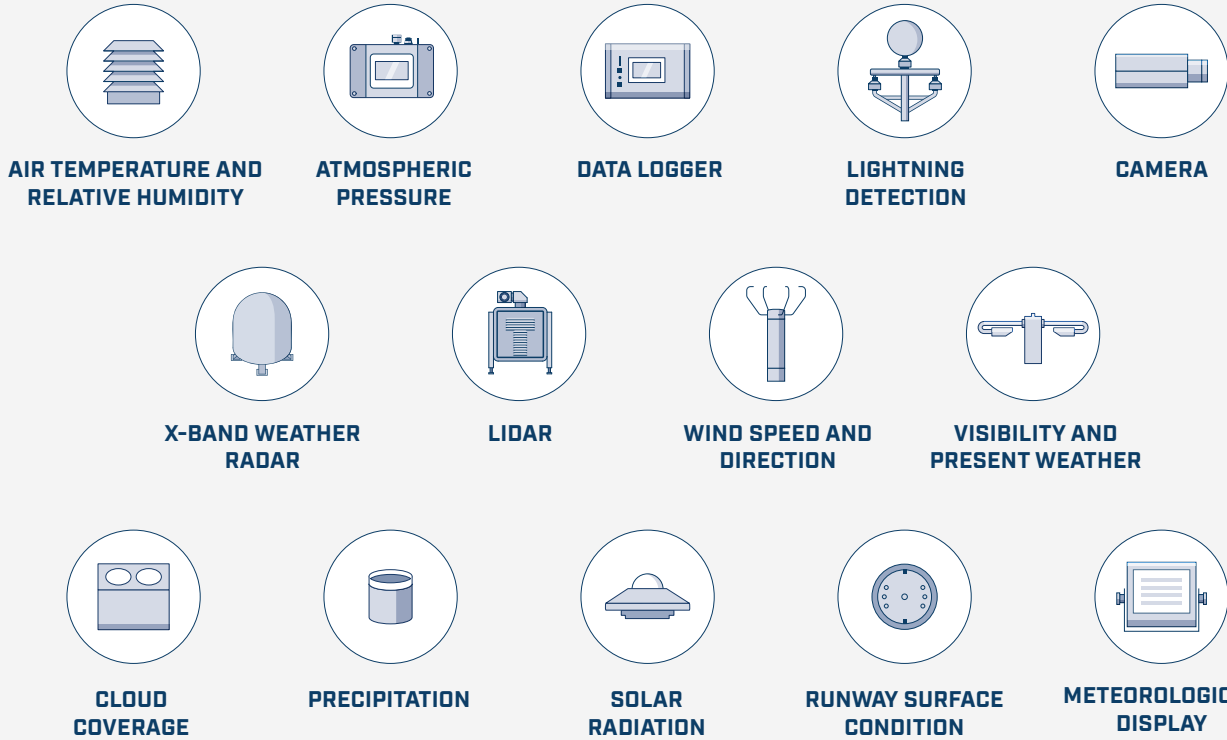 AIR TEMPERATURE AND
RELATIVE HUMIDITY
ATMOSPHERIC
PRESSURE
DATA LOGGER
LIGHTNING
DETECTION
CAMERA
X-BAND WEATHER
RADAR
LIDAR
WIND SPEED AND
DIRECTION
VISIBILITY AND
PRESENT WEATHER
CLOUD
COVERAGE
PRECIPITATION
SOLAR
RADIATION
RUNWAY SURFACE
CONDITION
DISPLAY